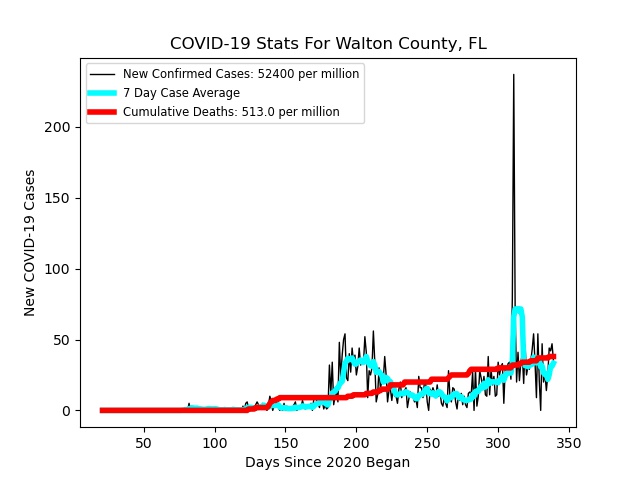 COVID-19 Stats For Walton County, FL
New Confirmed Cases: 52400 per million
7 Day Case Average
Cumulative Deaths: 513.0 per million
New COVID-19 Cases
200
150
100
50
0
50 100 150 200 250 300 350
Days Since 2020 Began